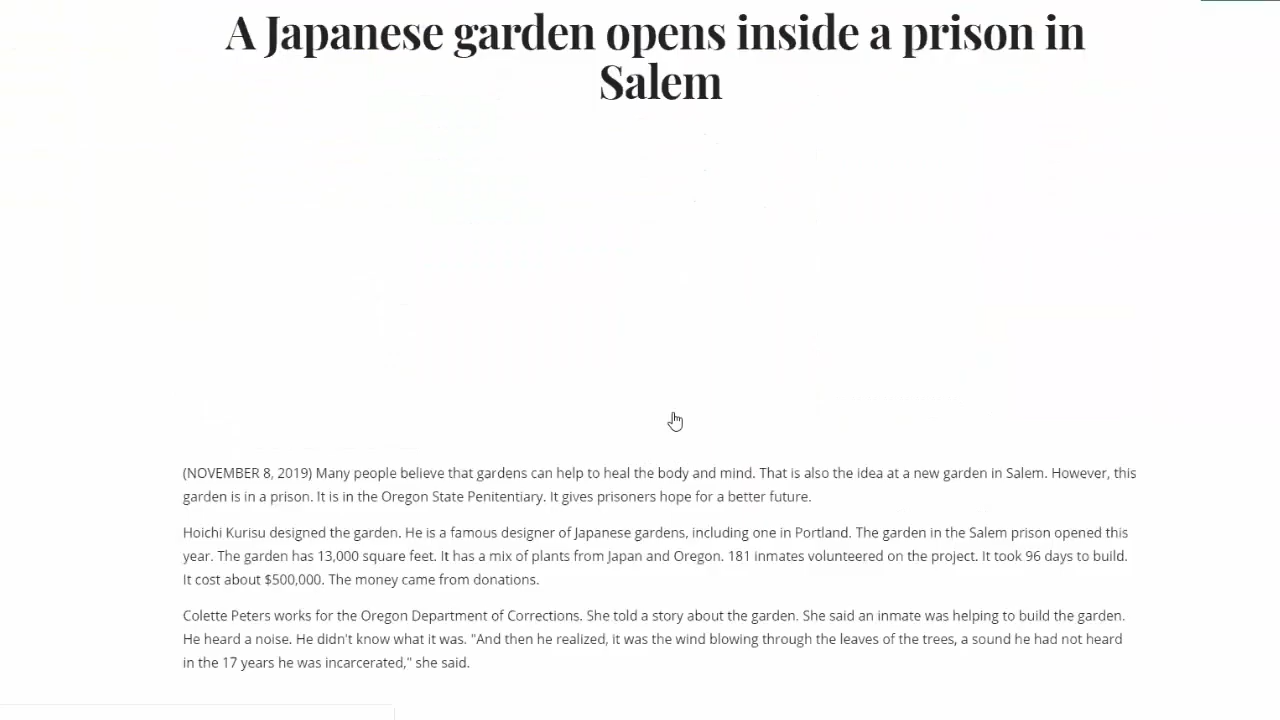 A Japanese garden opens inside a prison in
Salem
(NOVEMBER 8, 2019) Many people believe that gardens can help to heal the body and mind. That is also the idea at a new garden in Salem. However, this
garden is in a prison. It is in the Oregon State Penitentiary. It gives prisoners hope for a better future.
Hoichi Kurisu designed the garden. He is a famous designer of Japanese gardens, including one in Portland. The garden in the Salem prison opened this
year. The garden has 13,000 square feet. It has a mix of plants from Japan and Oregon. 181 inmates volunteered on the project. It took 96 days to build.
It cost about $500,000. The money came from donations.
Colette Peters works for the Oregon Department of Corrections. She told a story about the garden. She said an inmate was helping to build the garden.
He heard a noise. He didn't know what it was. "And then he realized, it was the wind blowing through the leaves of the trees, a sound he had not heard
in the 17 years he was incarcerated," she said.